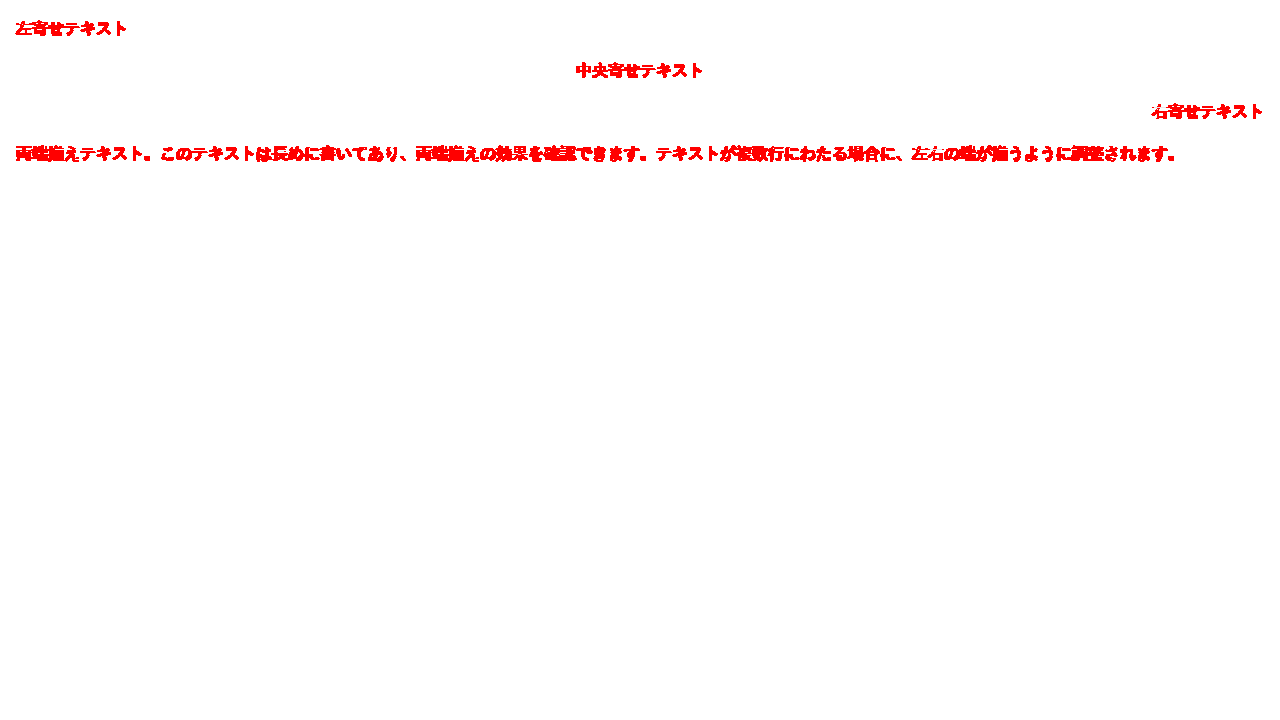 左寄せテキスト
中央寄せテキスト
右寄せテキスト
両端揃えテキスト。このテキストは長めに書いてあり、両端揃えの効果を確認できます。テキストが複数行にわたる場合に、左右の端が揃うように調整されます。